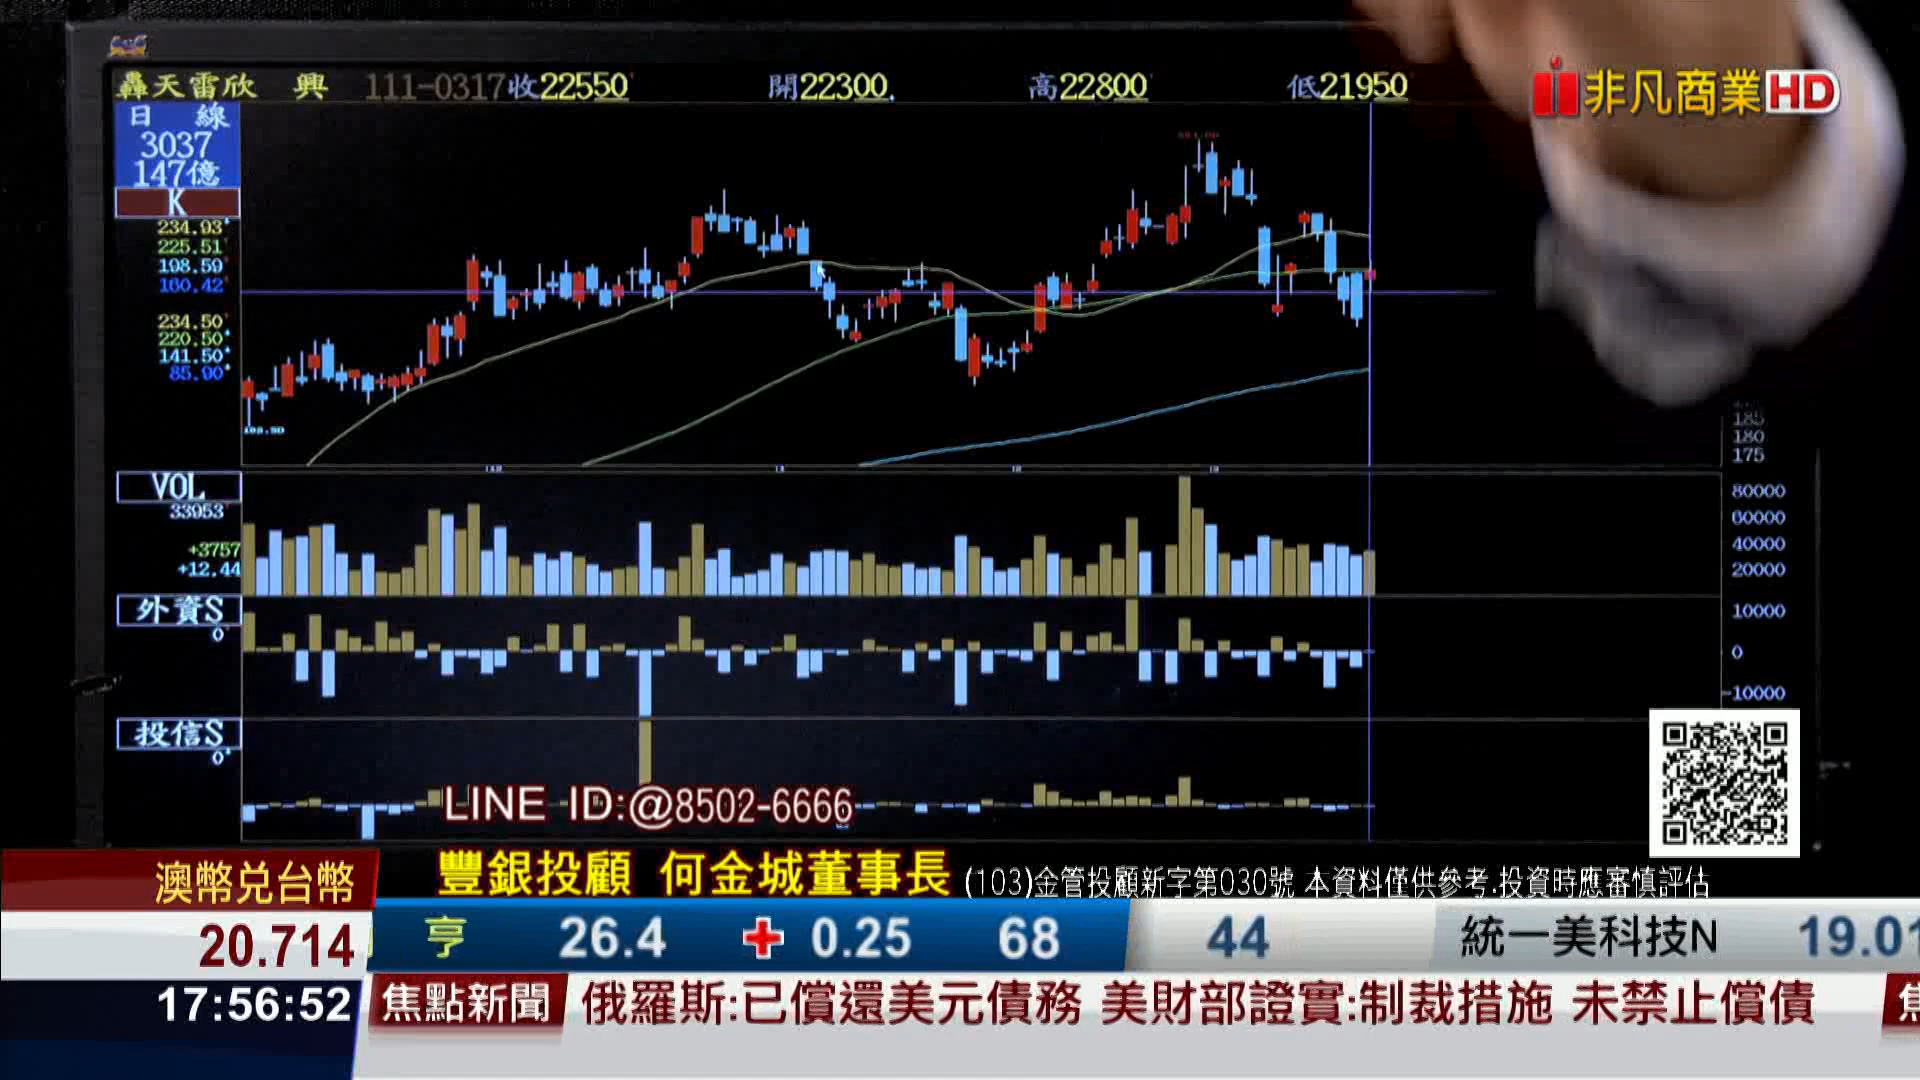 轟天雷欣 興 111-0317收22550 開22300 高22800 低21950
非凡商業HD
日 線
3037
147億
K
234.93
225.51
198.59
160.42
234.50
220.50
141.50
85.00
185
180
175
12 1 2 3
VOL
33953
+3757
+12.44
80000
60000
40000
20000
外資S
0
10000
0
-10000
投信S
0
LINE ID:@8502-6666
豐銀投顧 何金城董事長 (103)金管投顧新字第030號 本資料僅供參考.投資時應審慎評估
澳幣兌台幣
20.714
亨 26.4 + 0.25 68 44 統一美科技N 19.01
17:56:52
焦點新聞 俄羅斯:已償還美元債務 美財部證實:制裁措施 未禁止償債